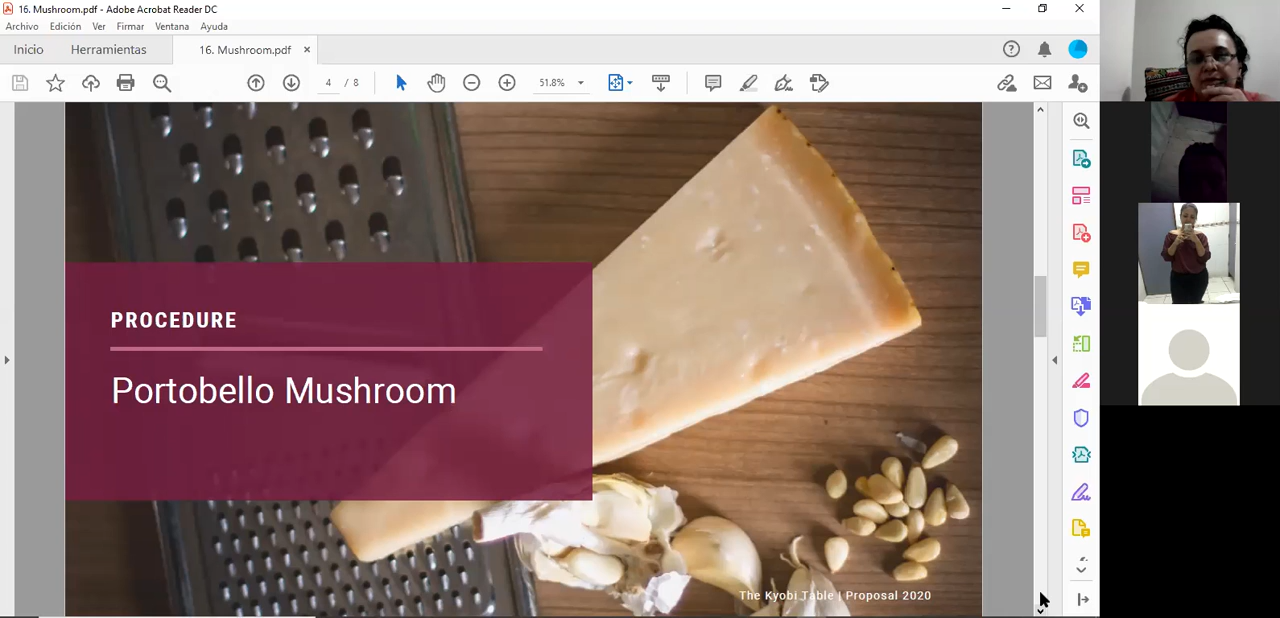 16. Mushroom.pdf - Adobe Acrobat Reader DC
Archivo Edición Ver Firmar Ventana Ayuda
Inicio Herramientas 16. Mushroom.pdf ×
4 / 8 51.8%
PROCEDURE
Portobello Mushroom
The Kyobi Table | Proposal 2020